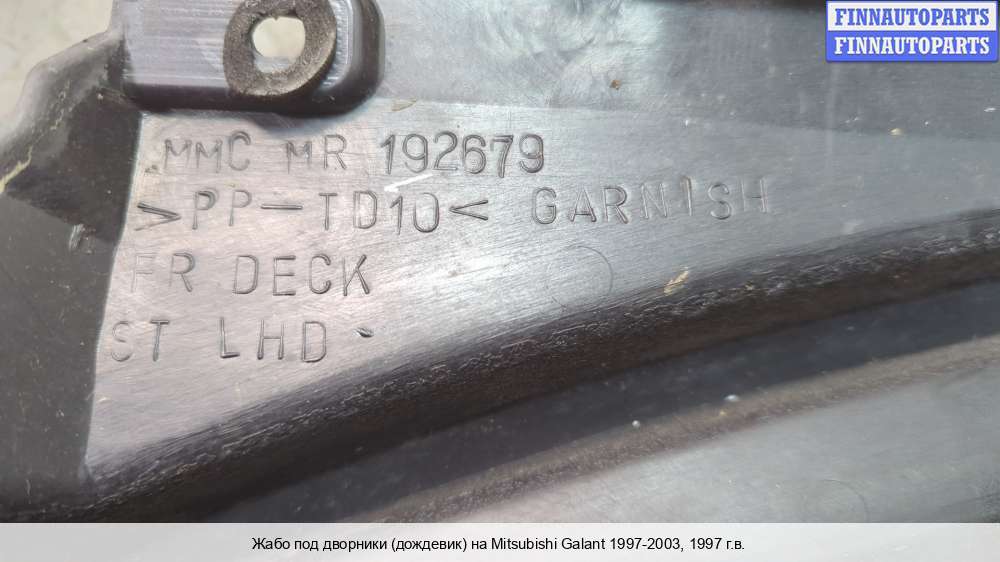 FINNAUTOPARTS
FINNAUTOPARTS
MMC MR 192679
>PP-TD10< GARNISH
FR DECK
ST LHD
Жабо под дворники (дождевик) на Mitsubishi Galant 1997-2003, 1997 г.в.